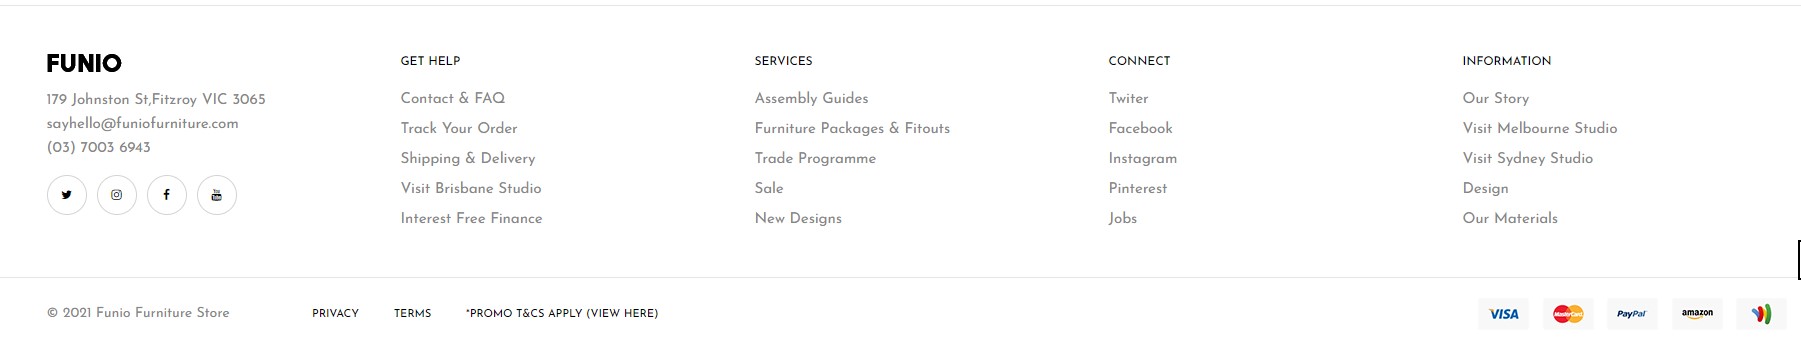 FUNIO
179 Johnston St,Fitzroy VIC 3065
sayhello@funiofurniture.com
(03) 7003 6943
GET HELP
Contact & FAQ
Track Your Order
Shipping & Delivery
Visit Brisbane Studio
Interest Free Finance
SERVICES
Assembly Guides
Furniture Packages & Fitouts
Trade Programme
Sale
New Designs
CONNECT
Twiter
Facebook
Instagram
Pinterest
Jobs
INFORMATION
Our Story
Visit Melbourne Studio
Visit Sydney Studio
Design
Our Materials
© 2021 Funio Furniture Store
PRIVACY
TERMS
*PROMO T&CS APPLY (VIEW HERE)
VISA
MasterCard
PayPal
amazon